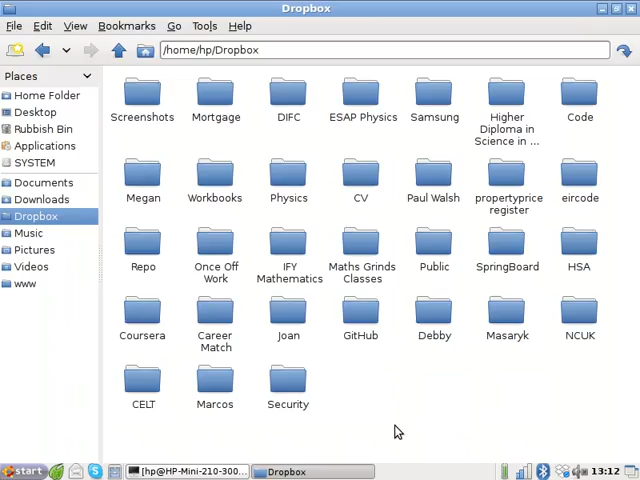 Dropbox
File Edit View Bookmarks Go Tools Help
/home/hp/Dropbox
Places
Home Folder
Desktop
Rubbish Bin
Applications
SYSTEM
Documents
Downloads
Dropbox
Music
Pictures
Videos
www
Screenshots Mortgage DIFC ESAP Physics Samsung Higher Diploma in Science in ... Code
Megan Workbooks Physics CV Paul Walsh propertyprice register eircode
Repo Once Off Work IFY Mathematics Maths Grinds Classes Public SpringBoard HSA
Coursera Career Match Joan GitHub Debby Masaryk NCUK
CELT Marcos Security
start [hp@HP-Mini-210-300... Dropbox 13:12